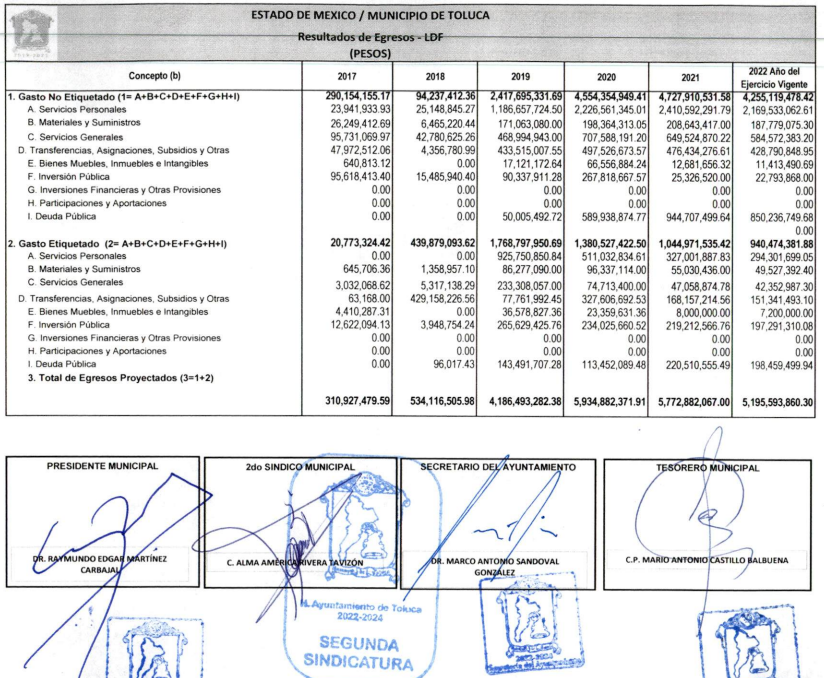 ESTADO DE MEXICO / MUNICIPIO DE TOLUCA
Resultados de Egresos - LDF
(PESOS)
Concepto (b) 2017 2018 2019 2020 2021 2022 Año del Ejercicio Vigente
1. Gasto No Etiquetado (1= A+B+C+D+E+F+G+H+I) 290,154,155.17 94,237,412.36 2,417,695,331.69 4,554,354,949.41 4,727,910,531.58 4,255,119,478.42
A. Servicios Personales 23,941,933.93 25,148,845.27 1,186,657,724.50 2,226,561,345.01 2,410,592,291.79 2,169,533,062.61
B. Materiales y Suministros 26,249,412.69 6,465,220.44 171,063,080.00 198,364,313.05 208,643,417.00 187,779,075.30
C. Servicios Generales 95,731,069.97 42,780,625.26 468,994,943.00 707,588,191.20 649,524,870.22 584,572,383.20
D. Transferencias, Asignaciones, Subsidios y Otras 47,972,512.06 4,356,780.99 433,515,007.55 497,526,673.57 476,434,276.61 428,790,848.95
E. Bienes Muebles, Inmuebles e Intangibles 640,813.12 0.00 17,121,172.64 66,556,884.24 12,681,656.32 11,413,490.69
F. Inversión Pública 95,618,413.40 15,485,940.40 90,337,911.28 267,818,667.57 25,326,520.00 22,793,868.00
G. Inversiones Financieras y Otras Provisiones 0.00 0.00 0.00 0.00 0.00 0.00
H. Participaciones y Aportaciones 0.00 0.00 0.00 0.00 0.00 0.00
I. Deuda Pública 0.00 0.00 50,005,492.72 589,938,874.77 944,707,499.64 850,236,749.68
0.00
2. Gasto Etiquetado (2= A+B+C+D+E+F+G+H+I) 20,773,324.42 439,879,093.62 1,768,797,950.69 1,380,527,422.50 1,044,971,535.42 940,474,381.88
A. Servicios Personales 0.00 0.00 925,750,850.84 511,032,834.61 327,001,887.83 294,301,699.05
B. Materiales y Suministros 645,706.36 1,358,957.10 86,277,090.00 96,337,114.00 55,030,436.00 49,527,392.40
C. Servicios Generales 3,032,068.62 5,317,138.29 233,308,057.00 74,713,400.00 47,058,874.78 42,352,987.30
D. Transferencias, Asignaciones, Subsidios y Otras 63,168.00 429,158,226.56 77,761,992.45 327,606,692.53 168,157,214.56 151,341,493.10
E. Bienes Muebles, Inmuebles e Intangibles 4,410,287.31 0.00 36,578,827.36 23,359,631.36 8,000,000.00 7,200,000.00
F. Inversión Pública 12,622,094.13 3,948,754.24 265,629,425.76 234,025,660.52 219,212,566.76 197,291,310.08
G. Inversiones Financieras y Otras Provisiones 0.00 0.00 0.00 0.00 0.00 0.00
H. Participaciones y Aportaciones 0.00 0.00 0.00 0.00 0.00 0.00
I. Deuda Pública 0.00 96,017.43 143,491,707.28 113,452,089.48 220,510,555.49 198,459,499.94
3. Total de Egresos Proyectados (3=1+2)
310,927,479.59 534,116,505.98 4,186,493,282.38 5,934,882,371.91 5,772,882,067.00 5,195,593,860.30
PRESIDENTE MUNICIPAL 2do SINDICO MUNICIPAL SECRETARIO DEL AYUNTAMIENTO TESORERO MUNICIPAL
DR. RAYMUNDO EDGAR MARTÍNEZ CARBAJAL
C. ALMA AMÉRICA RIVERA TAVIZÓN
DR. MARCO ANTONIO SANDOVAL GONZÁLEZ
C.P. MARIO ANTONIO CASTILLO BALBUENA
H. Ayuntamiento de Toluca
2022-2024
SEGUNDA
SINDICATURA
2022-2024